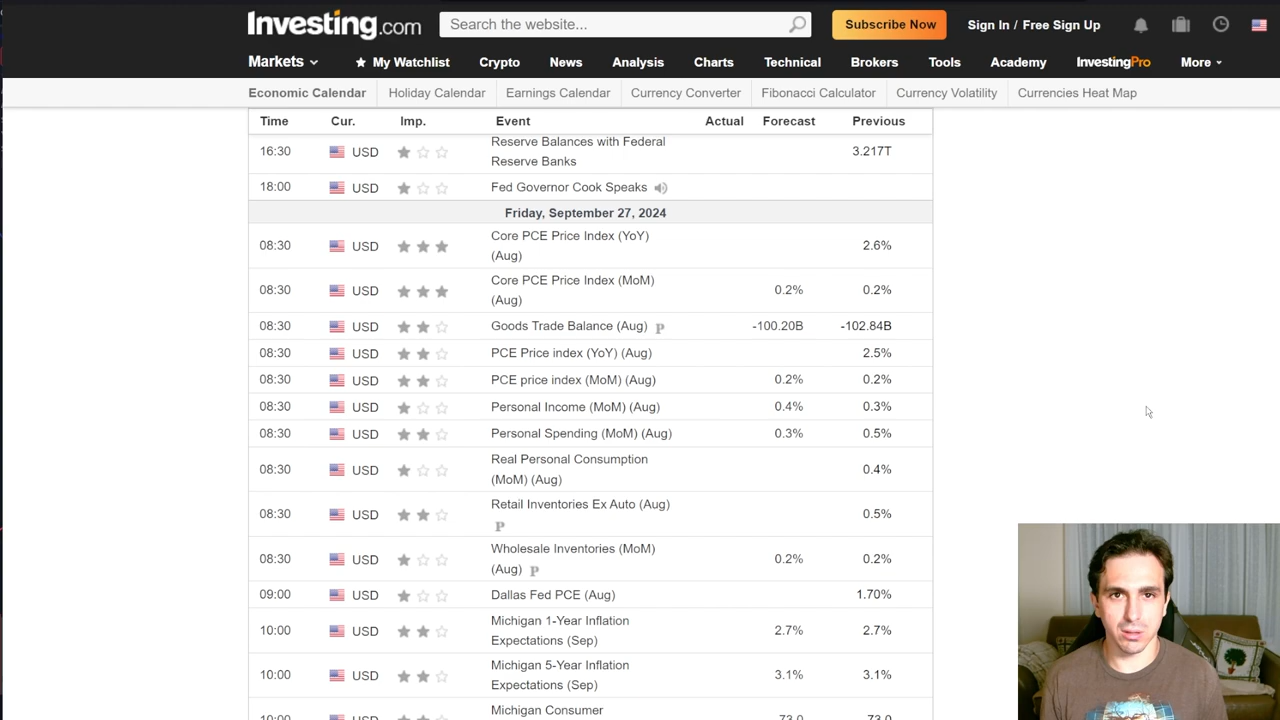 Investing.com
Search the website...
Subscribe Now
Sign In / Free Sign Up
Markets
My Watchlist
Crypto
News
Analysis
Charts
Technical
Brokers
Tools
Academy
InvestingPro
More
Economic Calendar
Holiday Calendar
Earnings Calendar
Currency Converter
Fibonacci Calculator
Currency Volatility
Currencies Heat Map
Time Cur. Imp. Event Actual Forecast Previous
16:30 USD Reserve Balances with Federal
Reserve Banks 3.217T
18:00 USD Fed Governor Cook Speaks
Friday, September 27, 2024
08:30 USD Core PCE Price Index (YoY)
(Aug) 2.6%
08:30 USD Core PCE Price Index (MoM)
(Aug) 0.2% 0.2%
08:30 USD Goods Trade Balance (Aug) P -100.20B -102.84B
08:30 USD PCE Price index (YoY) (Aug) 2.5%
08:30 USD PCE price index (MoM) (Aug) 0.2% 0.2%
08:30 USD Personal Income (MoM) (Aug) 0.4% 0.3%
08:30 USD Personal Spending (MoM) (Aug) 0.3% 0.5%
08:30 USD Real Personal Consumption
(MoM) (Aug) 0.4%
08:30 USD Retail Inventories Ex Auto (Aug)
P 0.5%
08:30 USD Wholesale Inventories (MoM)
(Aug) P 0.2% 0.2%
09:00 USD Dallas Fed PCE (Aug) 1.70%
10:00 USD Michigan 1-Year Inflation
Expectations (Sep) 2.7% 2.7%
10:00 USD Michigan 5-Year Inflation
Expectations (Sep) 3.1% 3.1%
10:00 USD Michigan Consumer 73.0 73.0